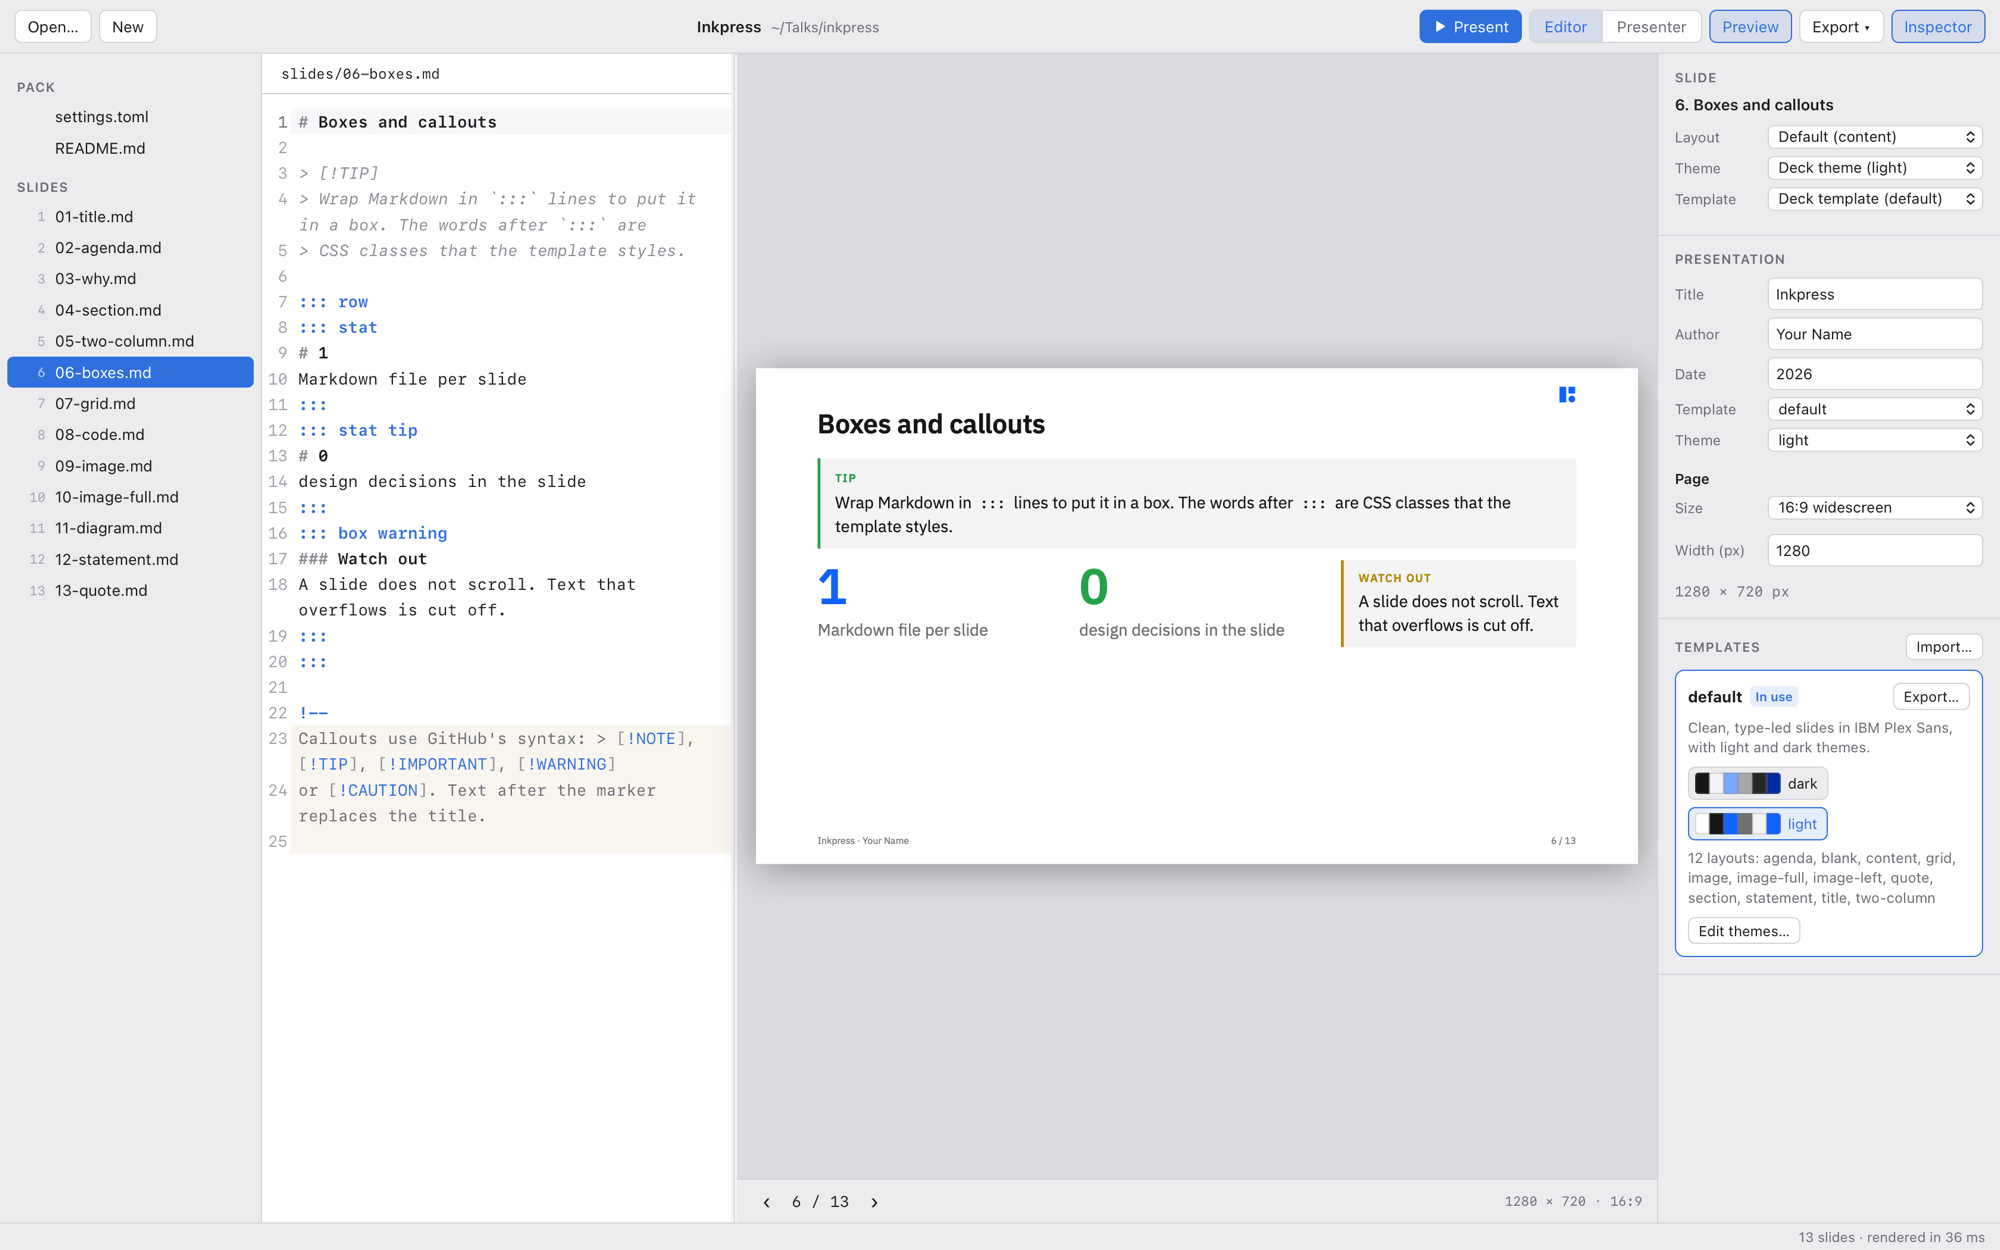 Open... New Inkpress ~/Talks/inkpress Present Editor Presenter Preview Export Inspector
PACK
settings.toml
README.md
SLIDES
1 01-title.md
2 02-agenda.md
3 03-why.md
4 04-section.md
5 05-two-column.md
6 06-boxes.md
7 07-grid.md
8 08-code.md
9 09-image.md
10 10-image-full.md
11 11-diagram.md
12 12-statement.md
13 13-quote.md
slides/06-boxes.md
1 # Boxes and callouts
2
3 > [!TIP]
4 > Wrap Markdown in `:::` lines to put it
in a box. The words after `:::` are
5 > CSS classes that the template styles.
6
7 ::: row
8 ::: stat
9 # 1
10 Markdown file per slide
11 :::
12 ::: stat tip
13 # 0
14 design decisions in the slide
15 :::
16 ::: box warning
17 ### Watch out
18 A slide does not scroll. Text that
overflows is cut off.
19 :::
20 :::
21
22 !--
23 Callouts use GitHub's syntax: > [!NOTE],
[!TIP], [!IMPORTANT], [!WARNING]
24 or [!CAUTION]. Text after the marker
replaces the title.
25
Boxes and callouts
TIP
Wrap Markdown in ::: lines to put it in a box. The words after ::: are CSS classes that the
template styles.
1
Markdown file per slide
0
design decisions in the slide
WATCH OUT
A slide does not scroll. Text
that overflows is cut off.
Inkpress · Your Name 6 / 13
‹ 6 / 13 › 1280 × 720 · 16:9
SLIDE
6. Boxes and callouts
Layout Default (content)
Theme Deck theme (light)
Template Deck template (default)
PRESENTATION
Title Inkpress
Author Your Name
Date 2026
Template default
Theme light
Page
Size 16:9 widescreen
Width (px) 1280
1280 × 720 px
TEMPLATES Import...
default In use Export...
Clean, type-led slides in IBM Plex Sans,
with light and dark themes.
dark
light
12 layouts: agenda, blank, content, grid,
image, image-full, image-left, quote,
section, statement, title, two-column
Edit themes...
13 slides · rendered in 36 ms